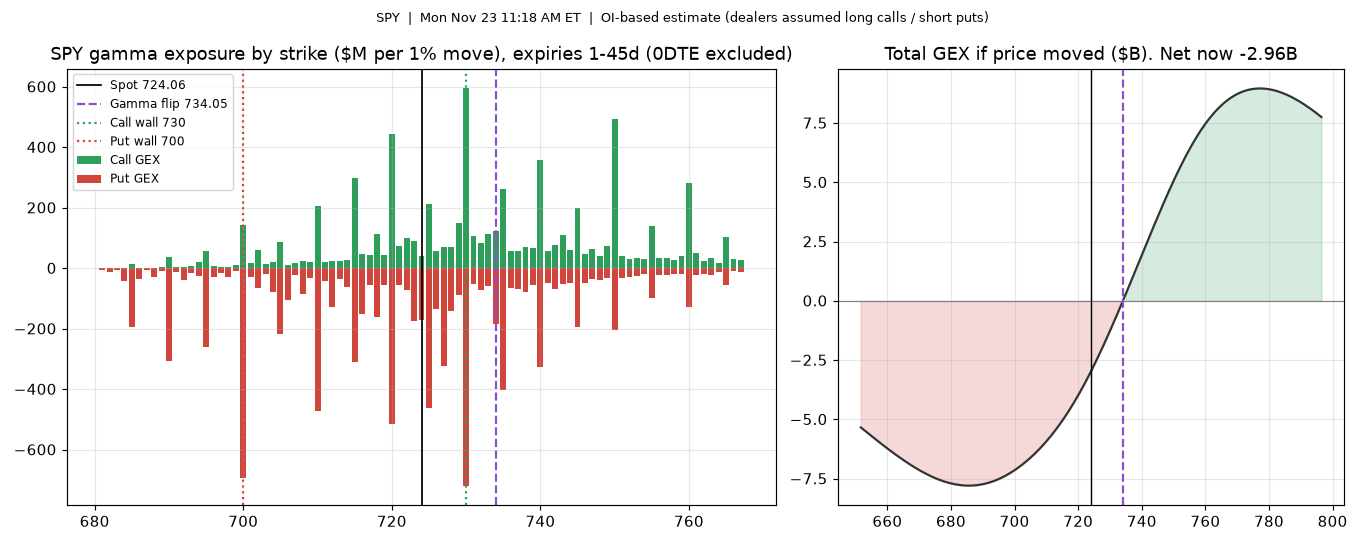 SPY | Mon Nov 23 11:18 AM ET | OI-based estimate (dealers assumed long calls / short puts)
SPY gamma exposure by strike ($M per 1% move), expiries 1-45d (0DTE excluded)
600
400
200
0
−200
−400
−600
Spot 724.06
Gamma flip 734.05
Call wall 730
Put wall 700
Call GEX
Put GEX
680 700 720 740 760
Total GEX if price moved ($B). Net now -2.96B
7.5
5.0
2.5
0.0
−2.5
−5.0
−7.5
660 680 700 720 740 760 780 800